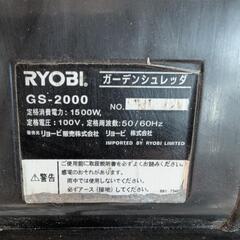 RYOBI. ガーデンシュレッダ
GS-2000 NO.
定格消費電力：1500W
定格電圧：100V，定格周波数：50/60Hz
発売元 リョービ販売株式会社 リョービ 株式会社
IMPORTED BY RYOBI LIMITED
警告
ご使用前に取扱説明書を必ずよくお読みください
必ずアース（接地）してください。